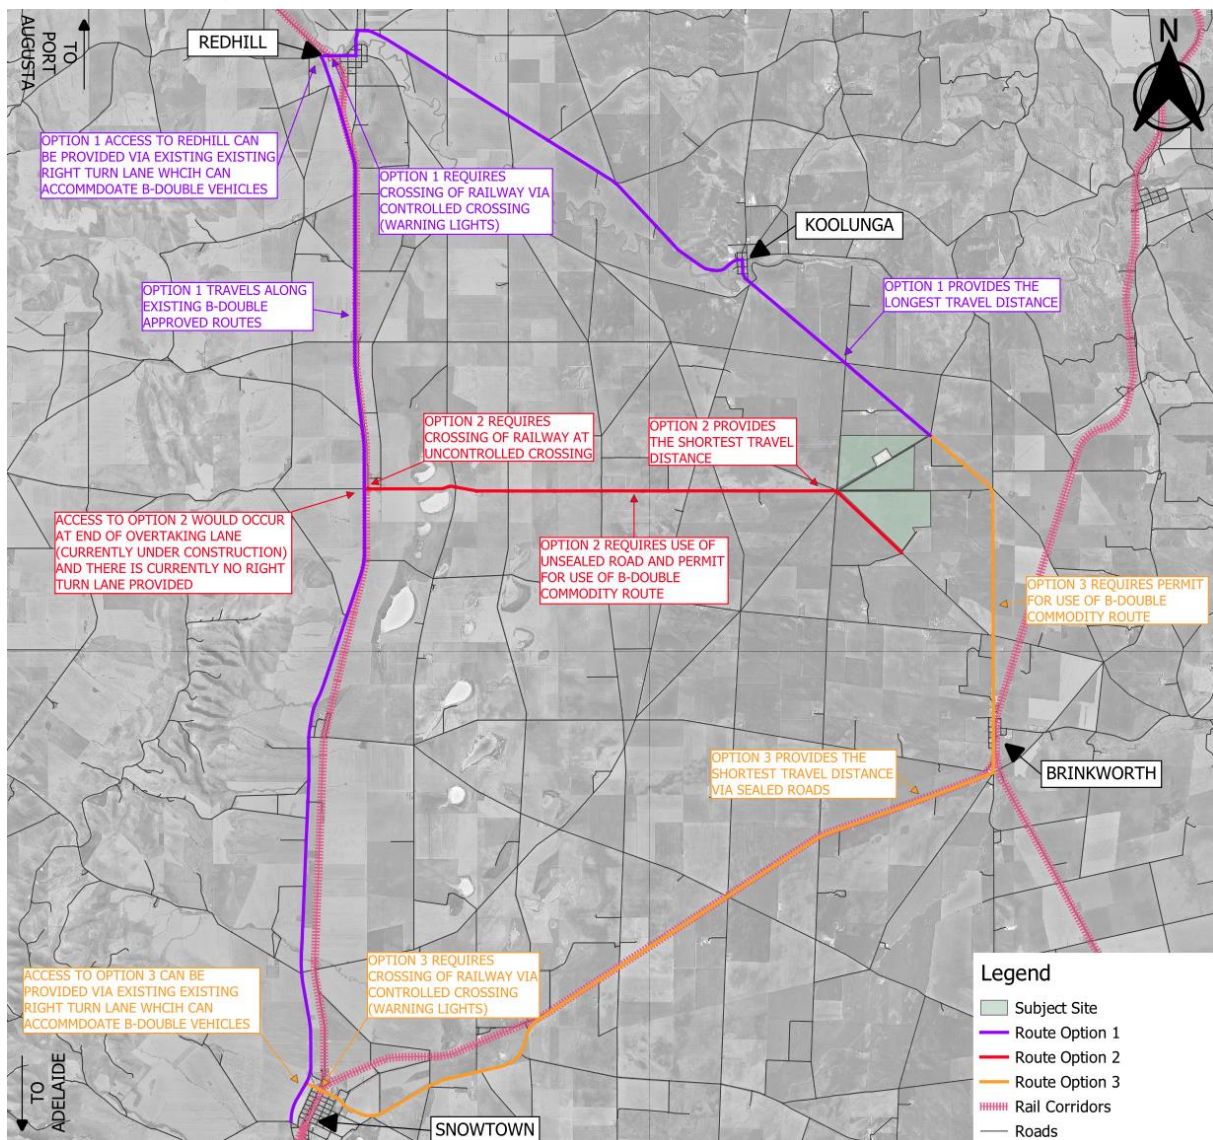 TO
PORT
AUGUSTA
REDHILL
N
OPTION 1 ACCESS TO REDHILL CAN
BE PROVIDED VIA EXISTING EXISTING
RIGHT TURN LANE WHCIH CAN
ACCOMMDOATE B-DOUBLE VEHICLES
OPTION 1 REQUIRES
CROSSING OF RAILWAY VIA
CONTROLLED CROSSING
(WARNING LIGHTS)
KOOLUNGA
OPTION 1 TRAVELS ALONG
EXISTING B-DOUBLE
APPROVED ROUTES
OPTION 1 PROVIDES THE
LONGEST TRAVEL DISTANCE
OPTION 2 REQUIRES
CROSSING OF RAILWAY AT
UNCONTROLLED CROSSING
OPTION 2 PROVIDES
THE SHORTEST TRAVEL
DISTANCE
ACCESS TO OPTION 2 WOULD OCCUR
AT END OF OVERTAKING LANE
(CURRENTLY UNDER CONSTRUCTION)
AND THERE IS CURRENTLY NO RIGHT
TURN LANE PROVIDED
OPTION 2 REQUIRES USE OF
UNSEALED ROAD AND PERMIT
FOR USE OF B-DOUBLE
COMMODITY ROUTE
OPTION 3 REQUIRES PERMIT
FOR USE OF B-DOUBLE
COMMODITY ROUTE
OPTION 3 PROVIDES THE
SHORTEST TRAVEL DISTANCE
VIA SEALED ROADS
BRINKWORTH
ACCESS TO OPTION 3 CAN BE
PROVIDED VIA EXISTING EXISTING
RIGHT TURN LANE WHCIH CAN
ACCOMMDOATE B-DOUBLE VEHICLES
OPTION 3 REQUIRES
CROSSING OF RAILWAY VIA
CONTROLLED CROSSING
(WARNING LIGHTS)
TO
ADELAIDE
SNOWTOWN
Legend
Subject Site
Route Option 1
Route Option 2
Route Option 3
Rail Corridors
Roads